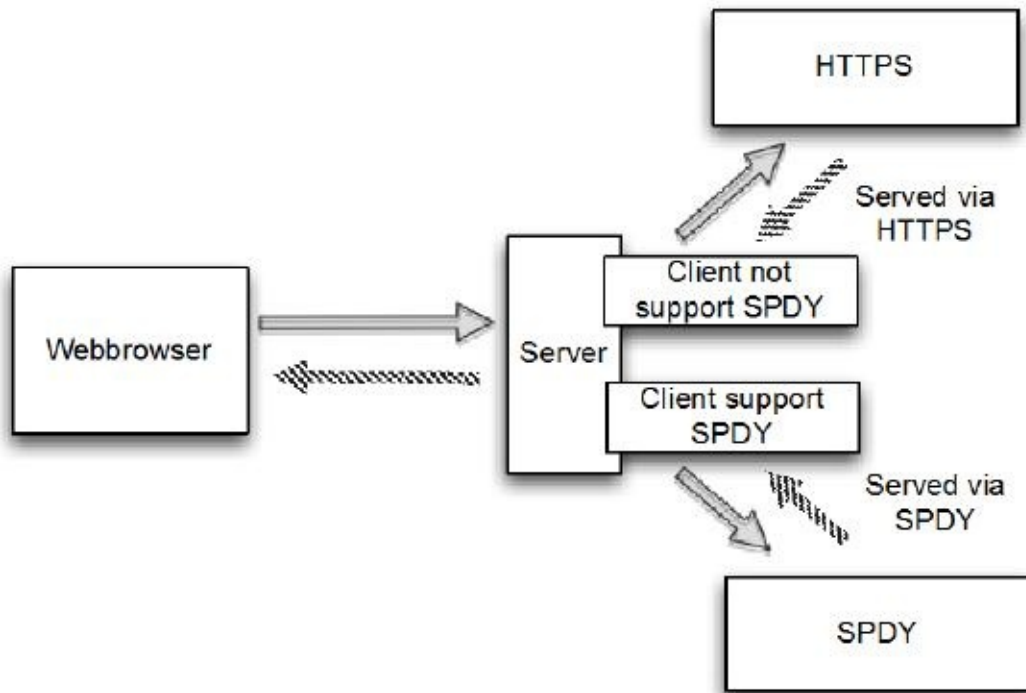 HTTPS
Served via
HTTPS
Client not
support SPDY
Webbrowser
Server
Client support
SPDY
Served via
SPDY
SPDY